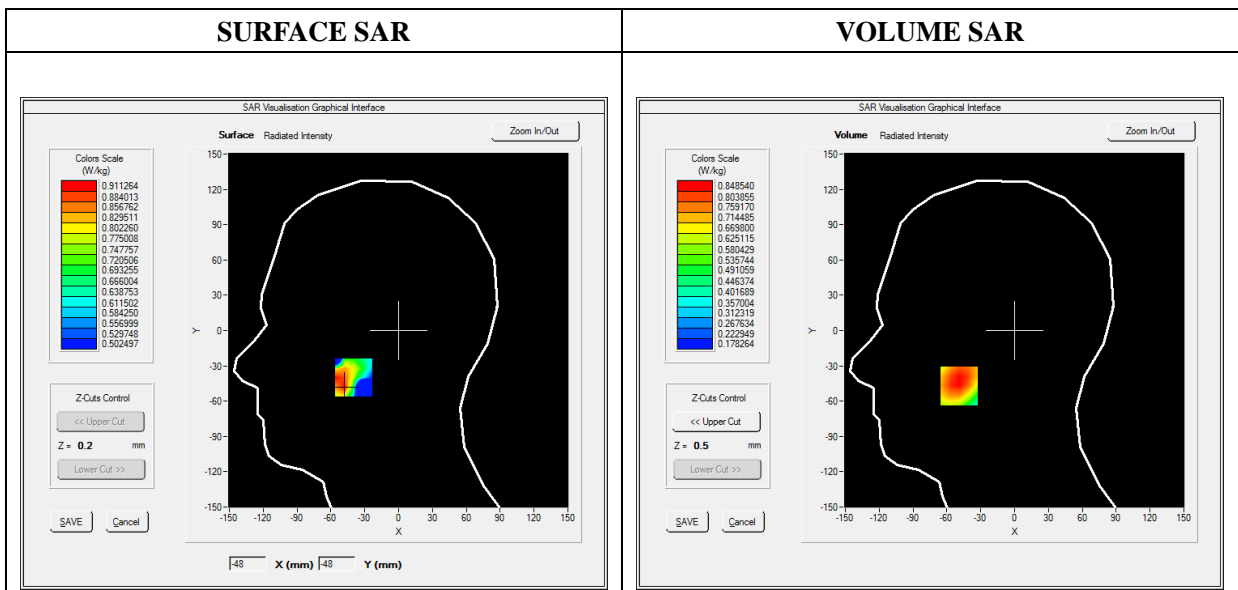 SURFACE SAR
VOLUME SAR
SAR Visualisation Graphical Interface
Surface Radiated Intensity
Zoom In/Out
Colors Scale
(W/kg)
0.911264
0.884013
0.856762
0.829511
0.802260
0.775008
0.747757
0.720506
0.693255
0.666004
0.638753
0.611502
0.584250
0.556999
0.529748
0.502497
150
120
90
60
30
0
-30
-60
-90
-120
-150
Y
-150 -120 -90 -60 -30 0 30 60 90 120 150
X
Z-Cuts Control
<< Upper Cut
Z = 0.2 mm
Lower Cut >>
SAVE Cancel
-48 X (mm) -48 Y (mm)
SAR Visualisation Graphical Interface
Volume Radiated Intensity
Zoom In/Out
Colors Scale
(W/kg)
0.848540
0.803855
0.759170
0.714485
0.669800
0.625115
0.580429
0.535744
0.491059
0.446374
0.401689
0.357004
0.312319
0.267634
0.222949
0.178264
150
120
90
60
30
0
-30
-60
-90
-120
-150
Y
-150 -120 -90 -60 -30 0 30 60 90 120 150
X
Z-Cuts Control
<< Upper Cut
Z = 0.5 mm
Lower Cut >>
SAVE Cancel